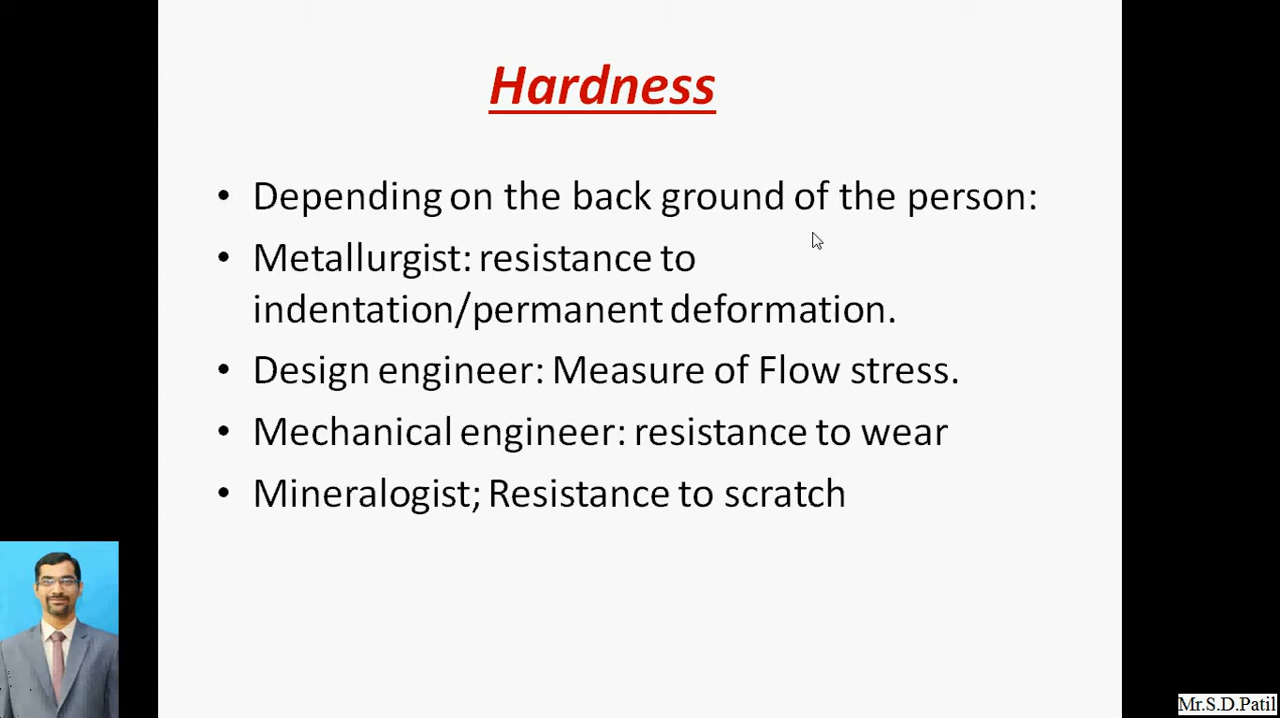 Hardness
• Depending on the back ground of the person:
• Metallurgist: resistance to
indentation/permanent deformation.
• Design engineer: Measure of Flow stress.
• Mechanical engineer: resistance to wear
• Mineralogist; Resistance to scratch
Mr.S.D.Patil